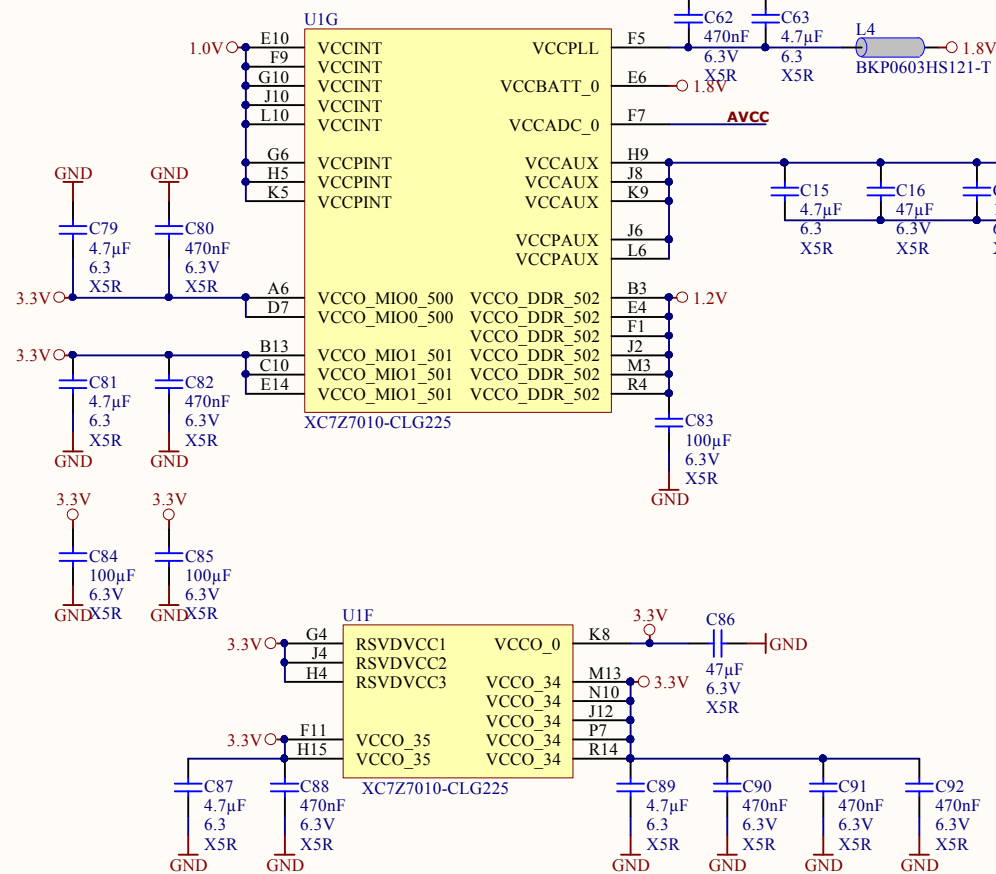 U1G
C62
470nF
6.3V
X5R
C63
4.7µF
6.3
X5R
L4
BKP0603HS121-T
1.8V
1.0V
E10 VCCINT
F9 VCCINT
G10 VCCINT
J10 VCCINT
L10 VCCINT
G6 VCCPINT
H5 VCCPINT
K5 VCCPINT
VCCPLL F5
VCCBATT_0 E6 1.8V
VCCADC_0 F7 AVCC
VCCAUX H9
VCCAUX J8
VCCAUX K9
VCCPAUX J6
VCCPAUX L6
C15
4.7µF
6.3
X5R
C16
47µF
6.3V
X5R
GND
C79
4.7µF
6.3
X5R
GND
C80
470nF
6.3V
X5R
3.3V
A6 VCCO_MIO0_500
D7 VCCO_MIO0_500
3.3V
B13 VCCO_MIO1_501
C10 VCCO_MIO1_501
E14 VCCO_MIO1_501
VCCO_DDR_502 B3 1.2V
VCCO_DDR_502 E4
VCCO_DDR_502 F1
VCCO_DDR_502 J2
VCCO_DDR_502 M3
VCCO_DDR_502 R4
XC7Z7010-CLG225
C81
4.7µF
6.3
X5R
GND
C82
470nF
6.3V
X5R
GND
C83
100µF
6.3V
X5R
GND
3.3V
C84
100µF
6.3V
X5R
GND
3.3V
C85
100µF
6.3V
X5R
GND
U1F
3.3V
G4 RSVDVCC1
J4 RSVDVCC2
H4 RSVDVCC3
3.3V
F11 VCCO_35
H15 VCCO_35
VCCO_0 K8
3.3V
C86
47µF
6.3V
X5R
GND
VCCO_34 M13 3.3V
VCCO_34 N10
VCCO_34 J12
VCCO_34 P7
VCCO_34 R14
XC7Z7010-CLG225
C87
4.7µF
6.3
X5R
GND
C88
470nF
6.3V
X5R
GND
C89
4.7µF
6.3
X5R
GND
C90
470nF
6.3V
X5R
GND
C91
470nF
6.3V
X5R
GND
C92
470nF
6.3V
X5R
GND